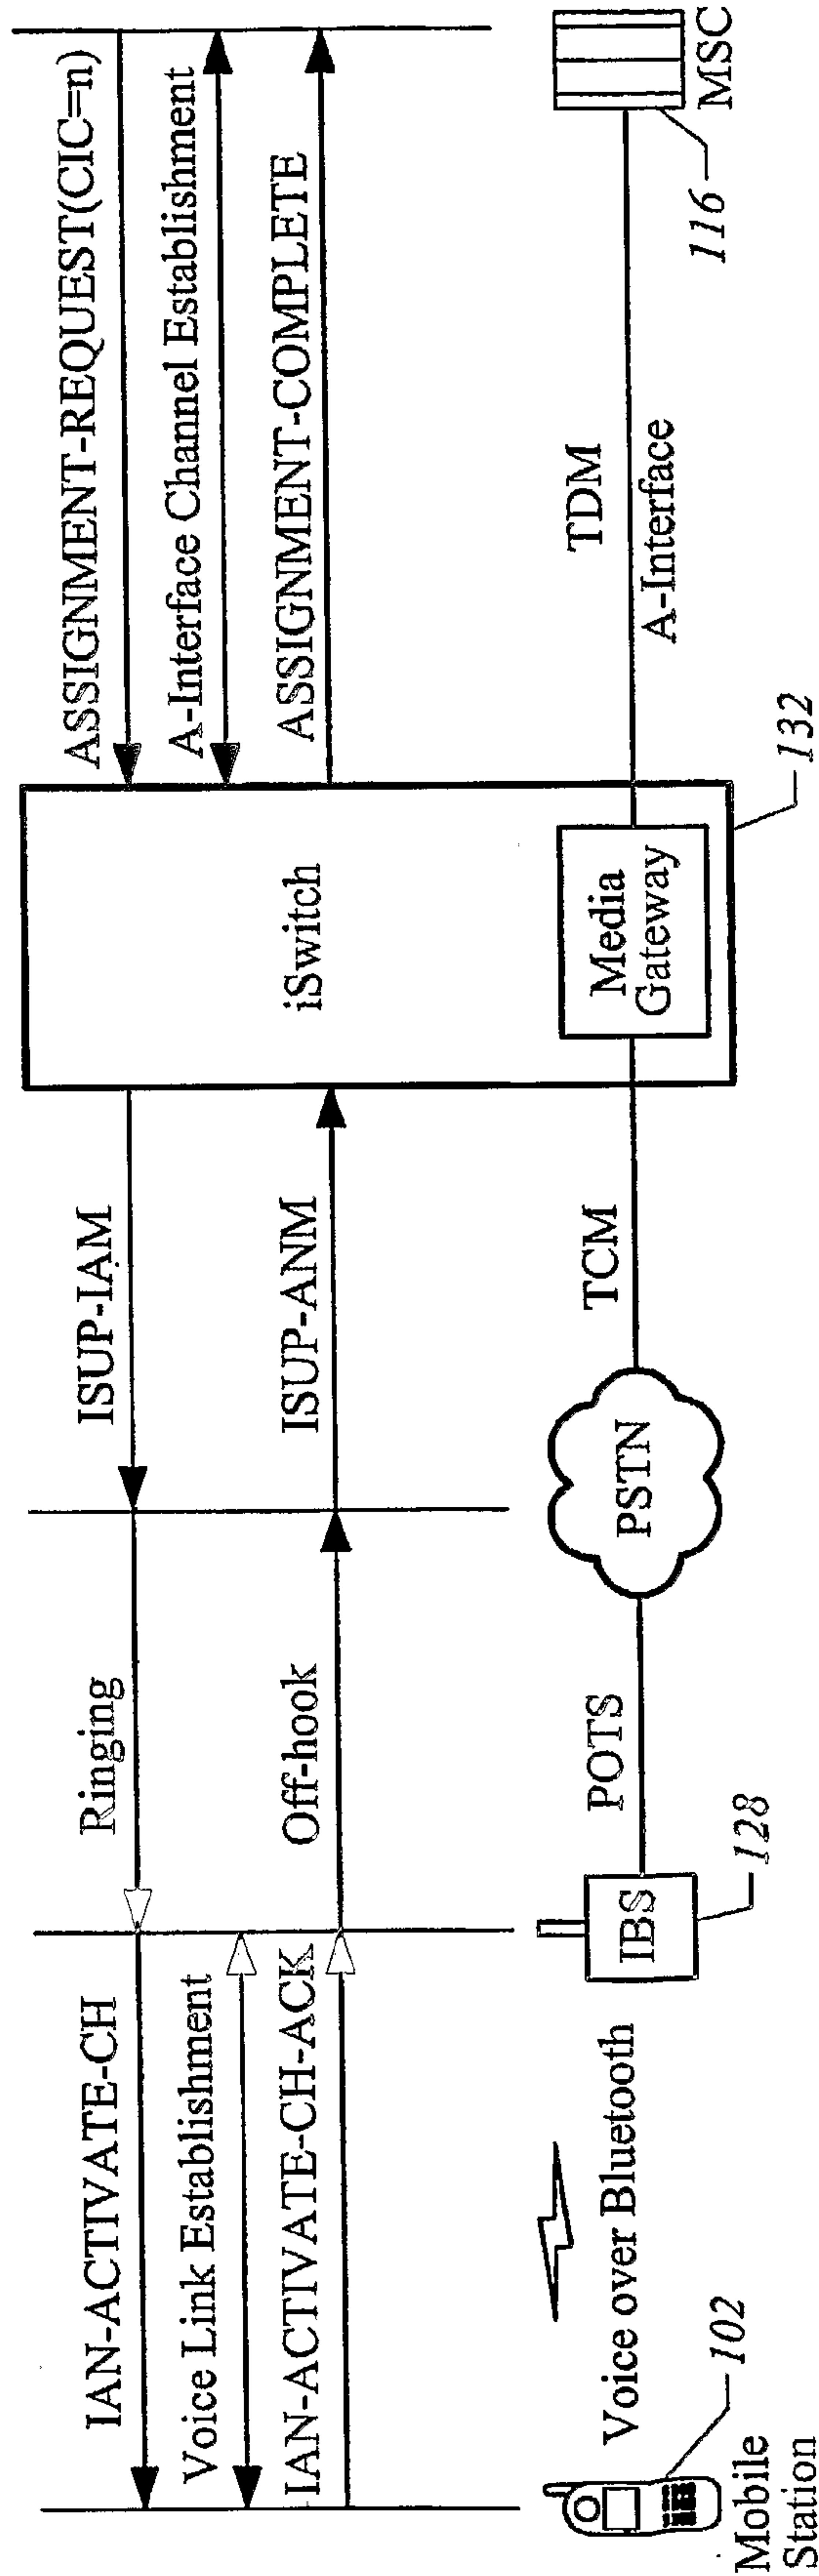 IAN-ACTIVATE-CH
Ringing
ISUP-IAM
ASSIGNMENT-REQUEST(CIC=n)
Voice Link Establishment
A-Interface Channel Establishment
IAN-ACTIVATE-CH-ACK
Off-hook
ISUP-ANM
ASSIGNMENT-COMPLETE
iSwitch
Voice over Bluetooth
IBS
POTS
PSTN
TCM
Media
Gateway
TDM
A-Interface
MSC
Mobile
Station
102
128
132
116